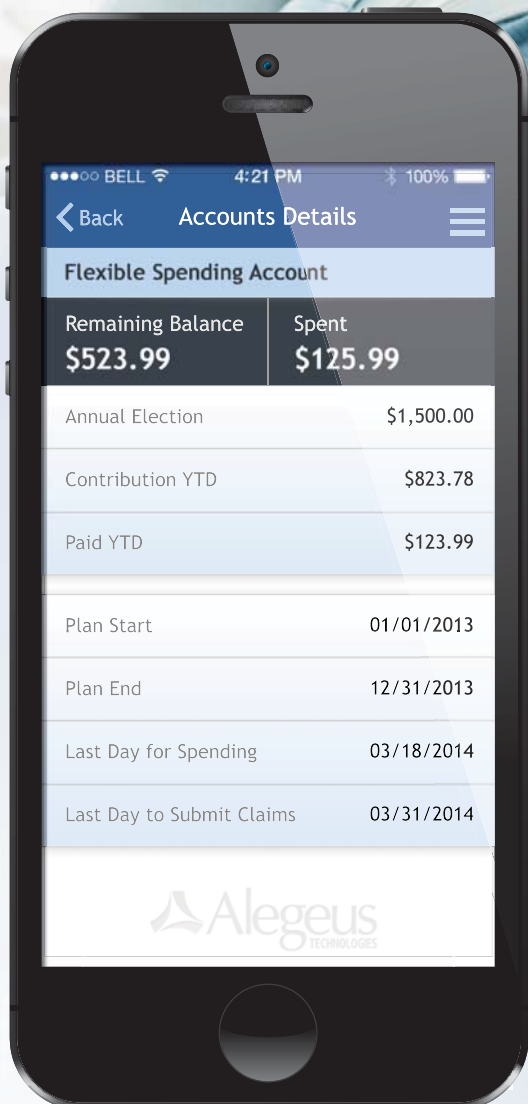 BELL 4:21 PM 100%
Back Accounts Details
Flexible Spending Account
Remaining Balance Spent
$523.99 $125.99
Annual Election $1,500.00
Contribution YTD $823.78
Paid YTD $123.99
Plan Start 01/01/2013
Plan End 12/31/2013
Last Day for Spending 03/18/2014
Last Day to Submit Claims 03/31/2014
Alegeus
TECHNOLOGIES